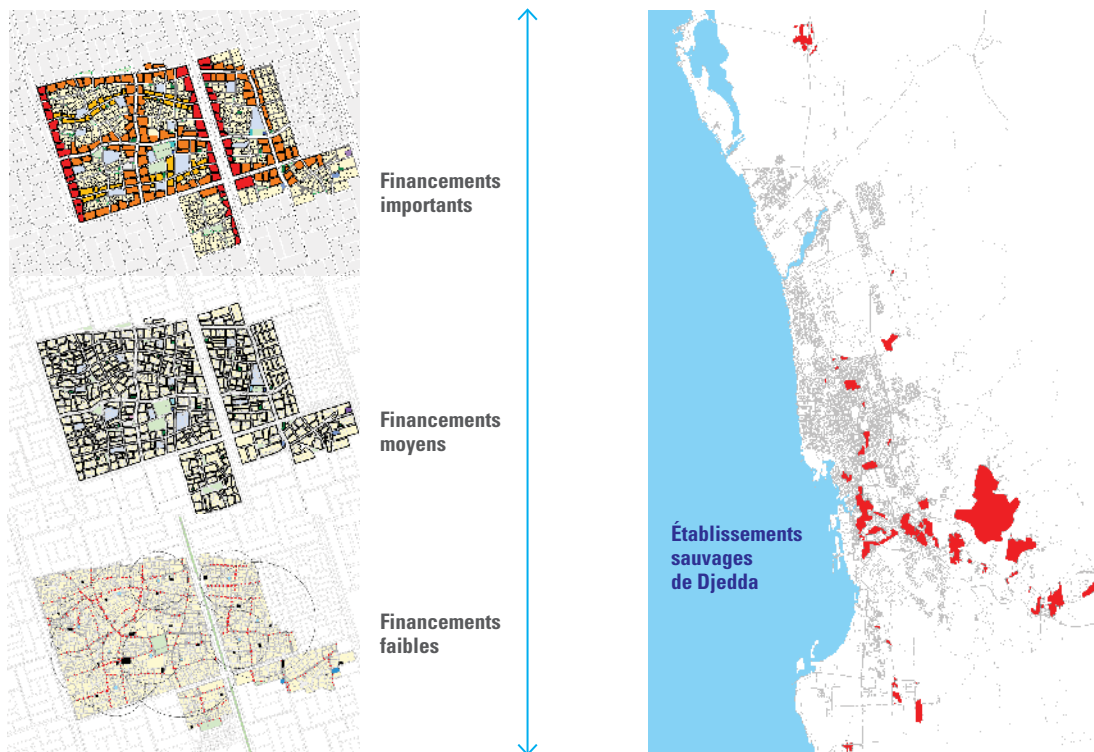 Financements
importants
Financements
moyens
Financements
faibles
Établissements
sauvages
de Djedda